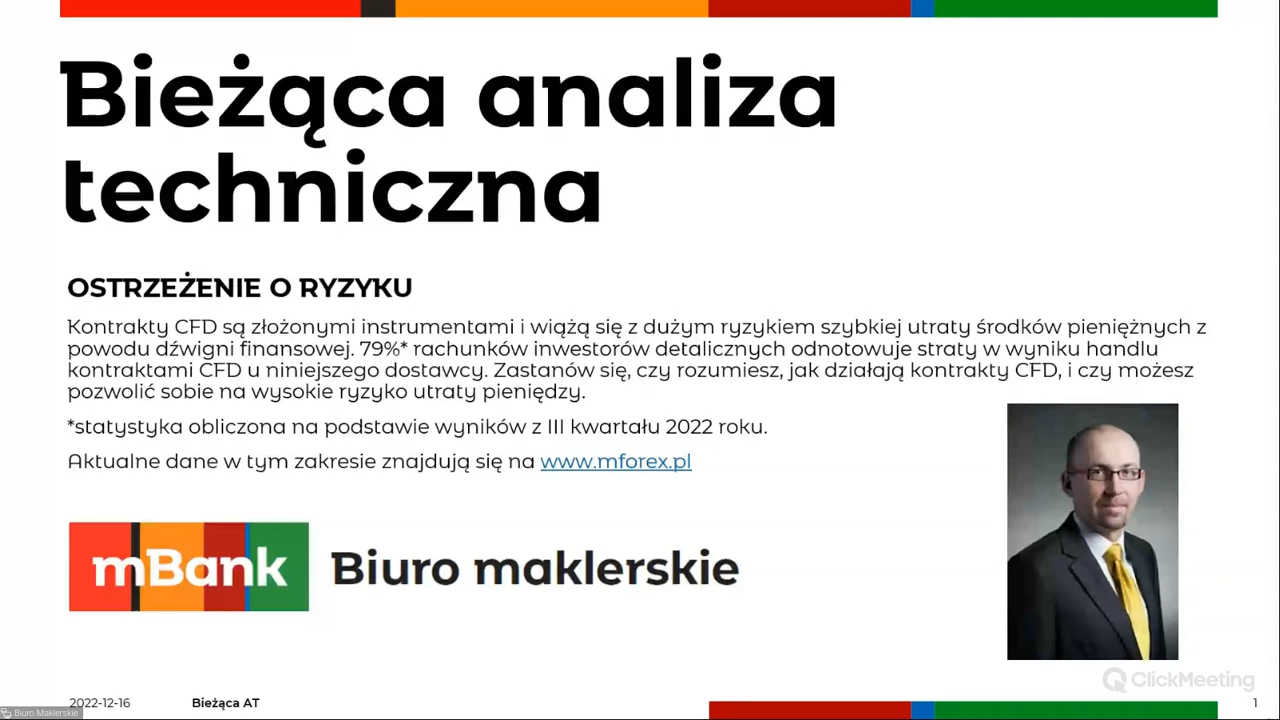 Bieżąca analiza
techniczna
OSTRZEŻENIE O RYZYKU
Kontrakty CFD są złożonymi instrumentami i wiążą się z dużym ryzykiem szybkiej utraty środków pieniężnych z
powodu dźwigni finansowej. 79%* rachunków inwestorów detalicznych odnotowuje straty w wyniku handlu
kontraktami CFD u niniejszego dostawcy. Zastanów się, czy rozumiesz, jak działają kontrakty CFD, i czy możesz
pozwolić sobie na wysokie ryzyko utraty pieniędzy.
*statystyka obliczona na podstawie wyników z III kwartału 2022 roku.
Aktualne dane w tym zakresie znajdują się na www.mforex.pl
mBank Biuro maklerskie
ClickMeeting
2022-12-16 Bieżąca AT 1
Biuro Maklerskie